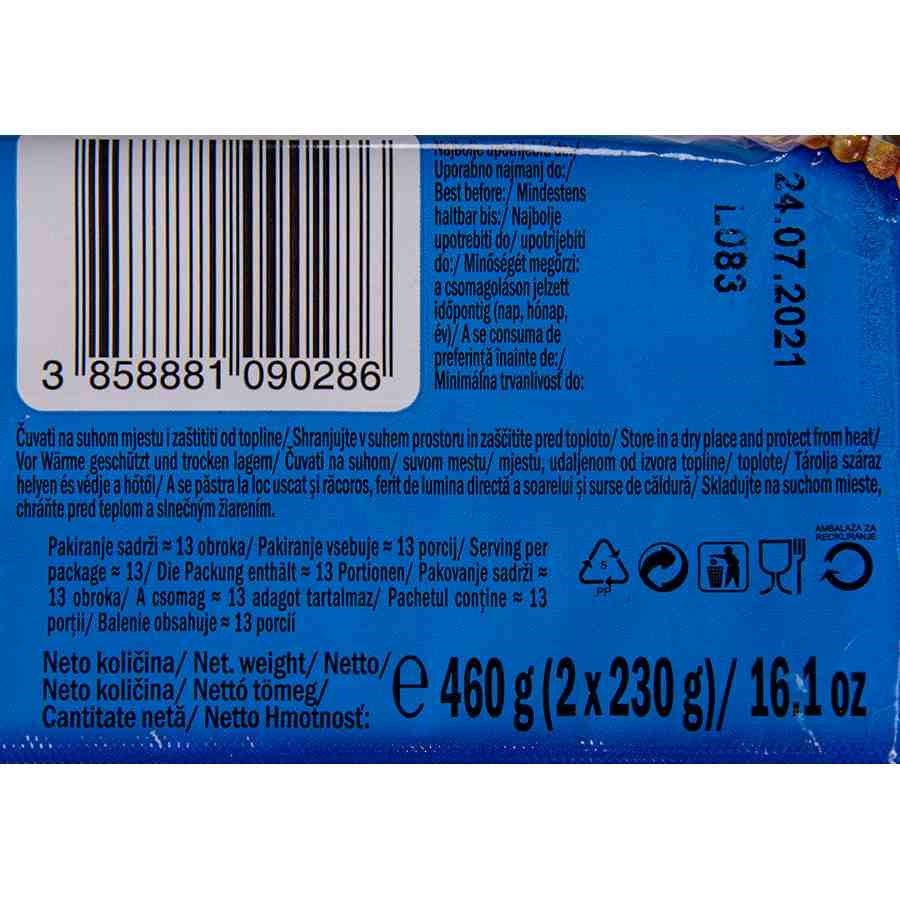 Najbolje upotrijebiti do:/
Uporabno najmanj do:/
Best before:/ Mindestens
haltbar bis:/ Najbolje
upotrebiti do/ upotrijebiti
do:/ Minőségét megőrzi:
a csomagoláson jelzett
időpontig (nap, hónap,
év)/ A se consuma de
preferință înainte de:/
Minimálna trvanlivosť do:
24.07.2021
L083
3 858881 090286
Čuvati na suhom mjestu i zaštititi od topline/ Shranjujte v suhem prostoru in zaščitite pred toploto/ Store in a dry place and protect from heat/
Vor Wärme geschützt und trocken lagern/ Čuvati na suhom/ suvom mestu/ mjestu, udaljenom od izvora topline/ toplote/ Tárolja száraz
helyen és védje a hőtől/ A se păstra la loc uscat și răcoros, ferit de lumina directă a soarelui și surse de căldură/ Skladujte na suchom mieste,
chráňte pred teplom a slnečným žiarením.
Pakiranje sadrži ≈ 13 obroka/ Pakiranje vsebuje ≈ 13 porcij/ Serving per
package ≈ 13/ Die Packung enthält ≈ 13 Portionen/ Pakovanje sadrži ≈
13 obroka/ A csomag ≈ 13 adagot tartalmaz/ Pachetul conține ≈ 13
porții/ Balenie obsahuje ≈ 13 porcií
5
PP
AMBALAŽA ZA
RECIKLIRANJE
Neto količina/ Net. weight/ Netto/
Neto količina/ Nettó tömeg/
Cantitate netă/ Netto Hmotnosť:
℮ 460 g (2 x 230 g)/ 16.1 oz